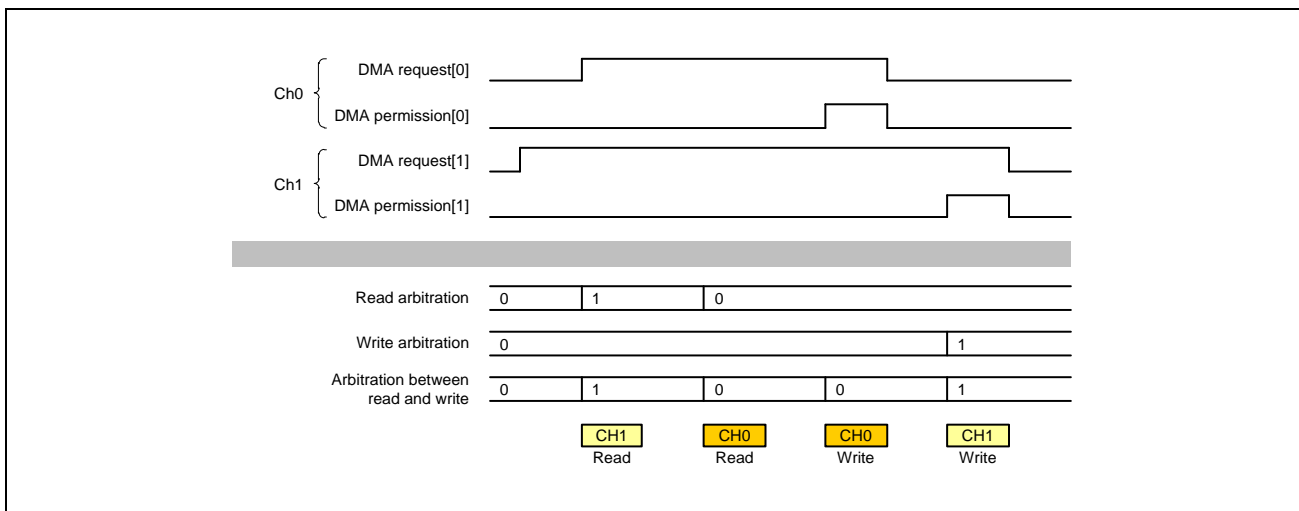 Ch0
DMA request[0]
DMA permission[0]
Ch1
DMA request[1]
DMA permission[1]
Read arbitration 0 1 0
Write arbitration 0 1
Arbitration between
read and write 0 1 0 0 1
CH1 CH0 CH0 CH1
Read Read Write Write